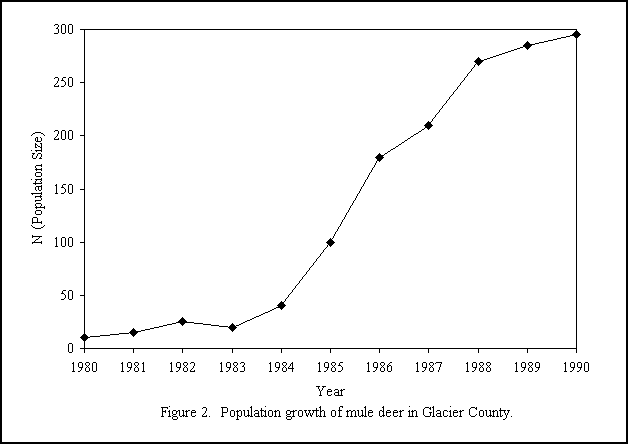 300
250
200
150
100
50
0
N (Population Size)
1980 1981 1982 1983 1984 1985 1986 1987 1988 1989 1990
Year
Figure 2. Population growth of mule deer in Glacier County.